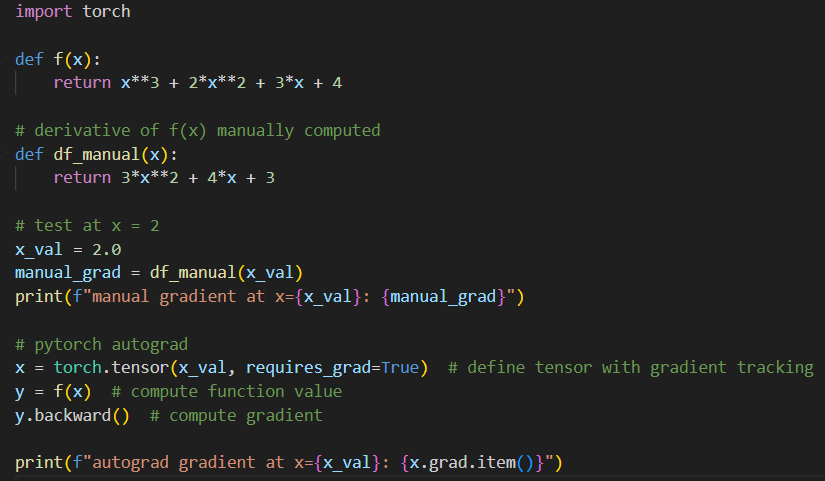 import torch
def f(x):
    return x**3 + 2*x**2 + 3*x + 4
# derivative of f(x) manually computed
def df_manual(x):
    return 3*x**2 + 4*x + 3
# test at x = 2
x_val = 2.0
manual_grad = df_manual(x_val)
print(f"manual gradient at x={x_val}: {manual_grad}")
# pytorch autograd
x = torch.tensor(x_val, requires_grad=True)  # define tensor with gradient tracking
y = f(x)  # compute function value
y.backward()  # compute gradient
print(f"autograd gradient at x={x_val}: {x.grad.item()}")